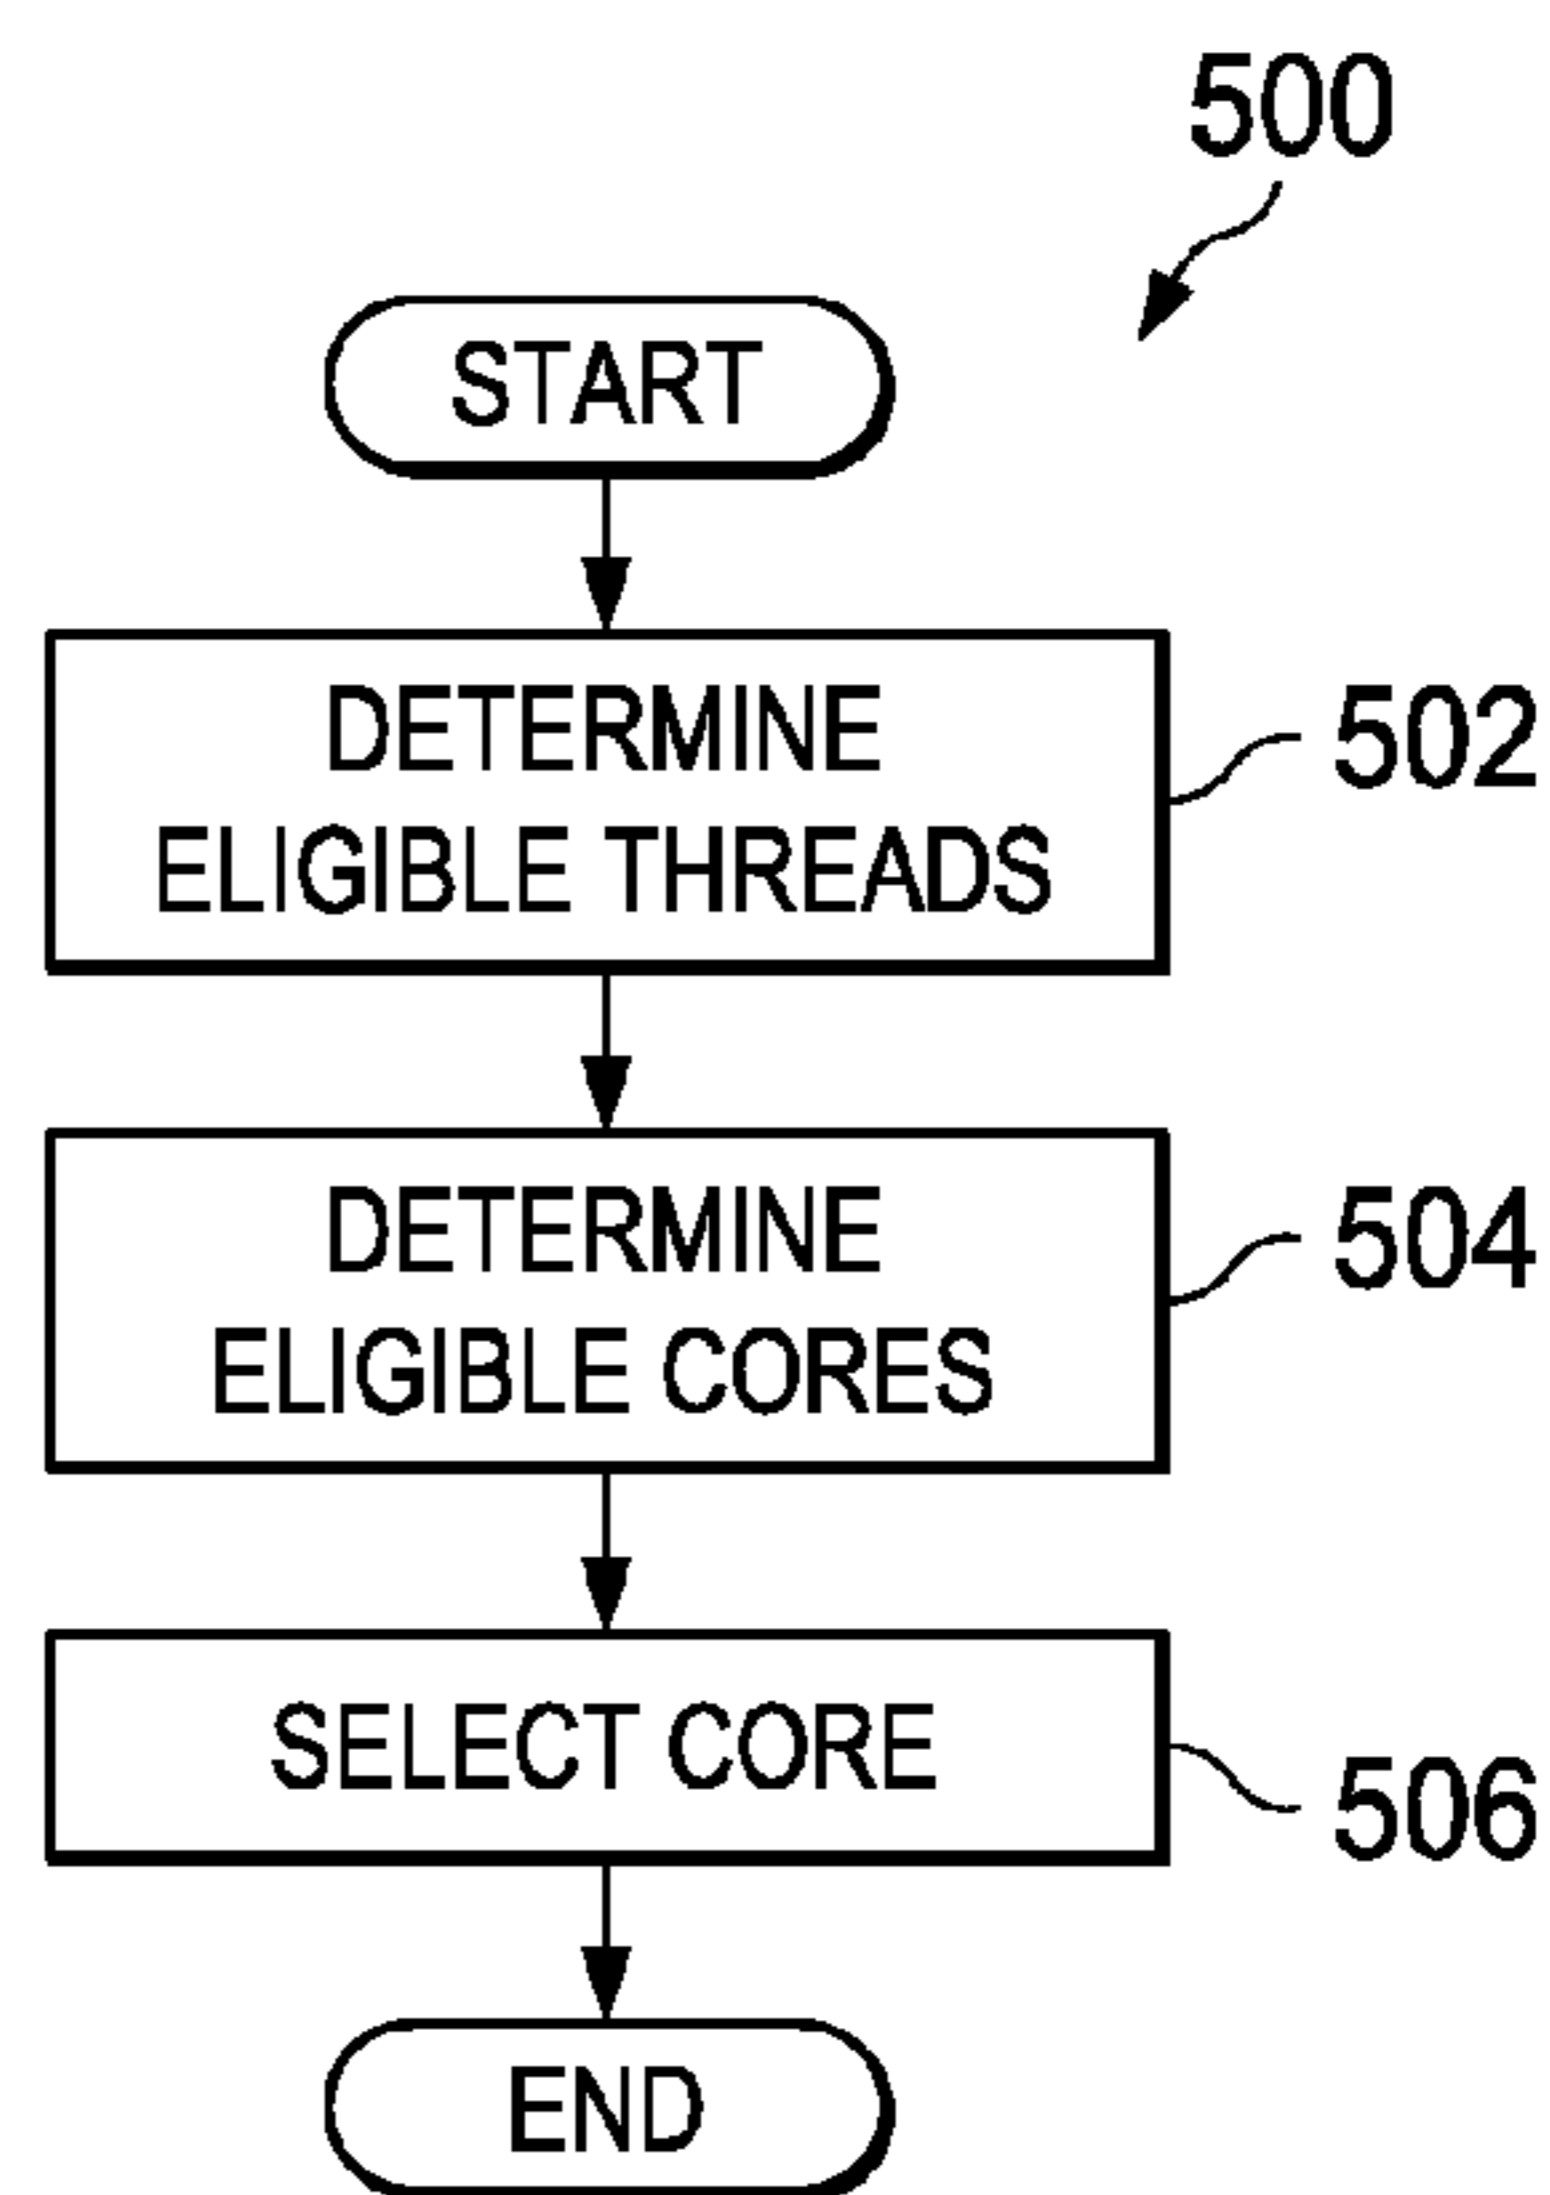 500
START
DETERMINE
ELIGIBLE THREADS
502
DETERMINE
ELIGIBLE CORES
504
SELECT CORE
506
END